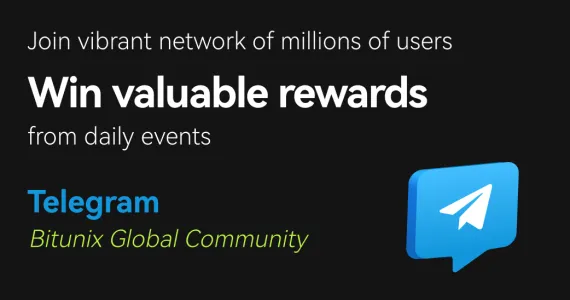 Join vibrant network of millions of users
Win valuable rewards
from daily events
Telegram
Bitunix Global Community